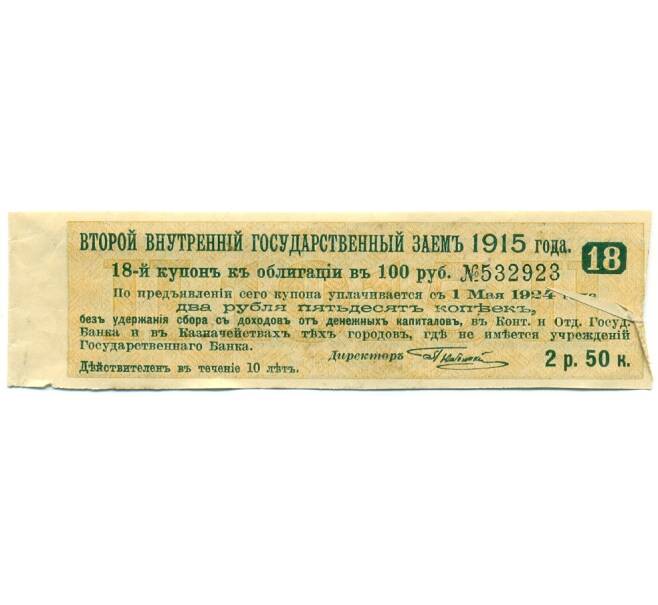 ВТОРОЙ ВНУТРЕННІЙ ГОСУДАРСТВЕННЫЙ ЗАЕМЪ 1915 года.
18
18-й купонъ къ облигаціи въ 100 руб. №532923
По предъявленіи сего купона уплачивается съ 1 Мая 1924 года
два рубля пятьдесятъ копѣекъ,
безъ удержанія сбора съ доходовъ отъ денежныхъ капиталовъ, въ Конт. и Отд. Госуд.
Банка и въ Казначействахъ тѣхъ городовъ, гдѣ не имѣется учрежденій
Государственнаго Банка.
Директоръ
2 р. 50 к.
Дѣйствителенъ въ теченіе 10 лѣтъ.